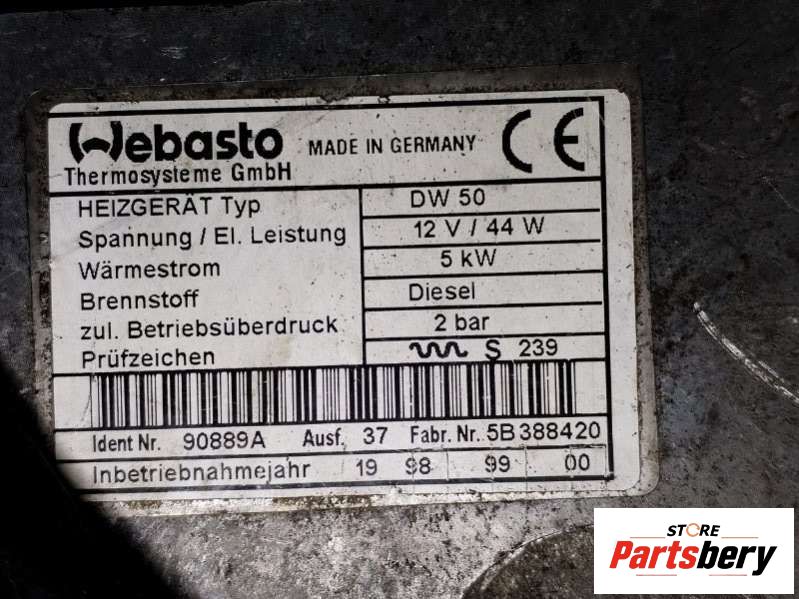 Webasto MADE IN GERMANY CE
Thermosysteme GmbH
HEIZGERÄT Typ DW 50
Spannung / El. Leistung 12 V / 44 W
Wärmestrom 5 kW
Brennstoff Diesel
zul. Betriebsüberdruck 2 bar
Prüfzeichen S 239
Ident Nr. 90889A Ausf. 37 Fabr. Nr. 5B388420
Inbetriebnahmejahr 19 98 99 00
STORE
Partsbery